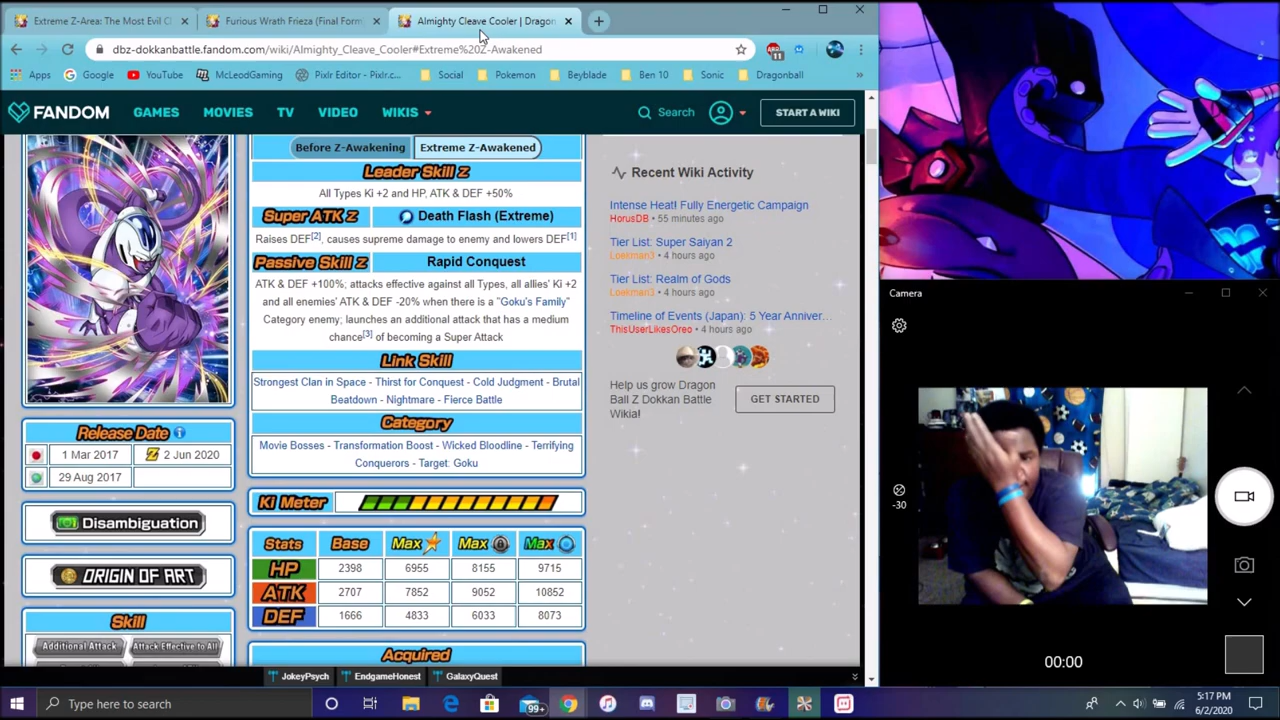 Extreme Z-Area: The Most Evil Cl
Furious Wrath Frieza (Final Form
Almighty Cleave Cooler | Dragon
dbz-dokkanbattle.fandom.com/wiki/Almighty_Cleave_Cooler#Extreme%20Z-Awakened
11
Apps Google YouTube McLeodGaming Pixlr Editor - Pixlr.c... Social Pokemon Beyblade Ben 10 Sonic Dragonball »
FANDOM GAMES MOVIES TV VIDEO WIKIS Search START A WIKI
Before Z-Awakening Extreme Z-Awakened
Leader Skill Z
All Types Ki +2 and HP, ATK & DEF +50%
Super ATK Z Death Flash (Extreme)
Raises DEF[2], causes supreme damage to enemy and lowers DEF[1]
Passive Skill Z Rapid Conquest
ATK & DEF +100%; attacks effective against all Types, all allies' Ki +2
and all enemies' ATK & DEF -20% when there is a "Goku's Family"
Category enemy; launches an additional attack that has a medium
chance[3] of becoming a Super Attack
Link Skill
Strongest Clan in Space - Thirst for Conquest - Cold Judgment - Brutal
Beatdown - Nightmare - Fierce Battle
Category
Movie Bosses - Transformation Boost - Wicked Bloodline - Terrifying
Conquerors - Target: Goku
Ki Meter
Stats Base Max Max Max
HP 2398 6955 8155 9715
ATK 2707 7852 9052 10852
DEF 1666 4833 6033 8073
Acquired
Release Date
1 Mar 2017 Z 2 Jun 2020
29 Aug 2017
Disambiguation
ORIGIN OF ART
Skill
Additional Attack Attack Effective to All
Recent Wiki Activity
Intense Heat! Fully Energetic Campaign
HorusDB • 55 minutes ago
Tier List: Super Saiyan 2
Loekman3 • 4 hours ago
Tier List: Realm of Gods
Loekman3 • 4 hours ago
Timeline of Events (Japan): 5 Year Anniver...
ThisUserLikesOreo • 4 hours ago
Help us grow Dragon
Ball Z Dokkan Battle
Wikia!
GET STARTED
JokeyPsych EndgameHonest GalaxyQuest
Camera
-30
00:00
Type here to search
99+
5:17 PM
6/2/2020